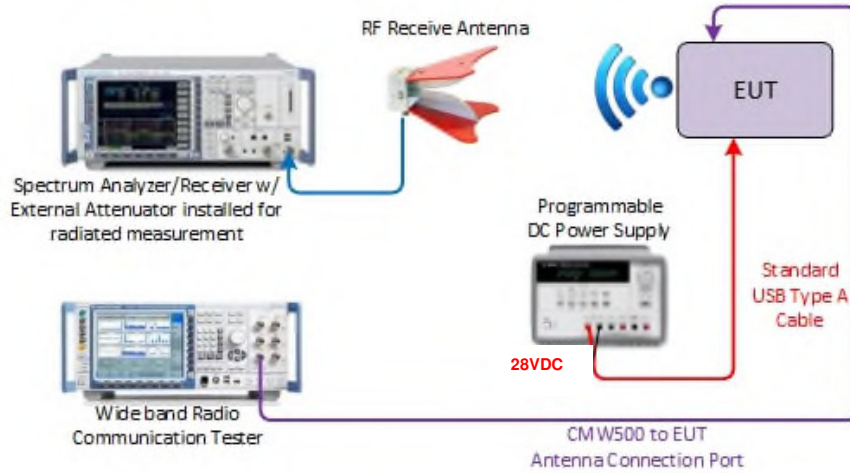 RF Receive Antenna
EUT
Spectrum Analyzer/Receiver w/
External Attenuator installed for
radiated measurement
Programmable
DC Power Supply
Standard
USB Type A
Cable
28VDC
Wide band Radio
Communication Tester
CMW500 to EUT
Antenna Connection Port